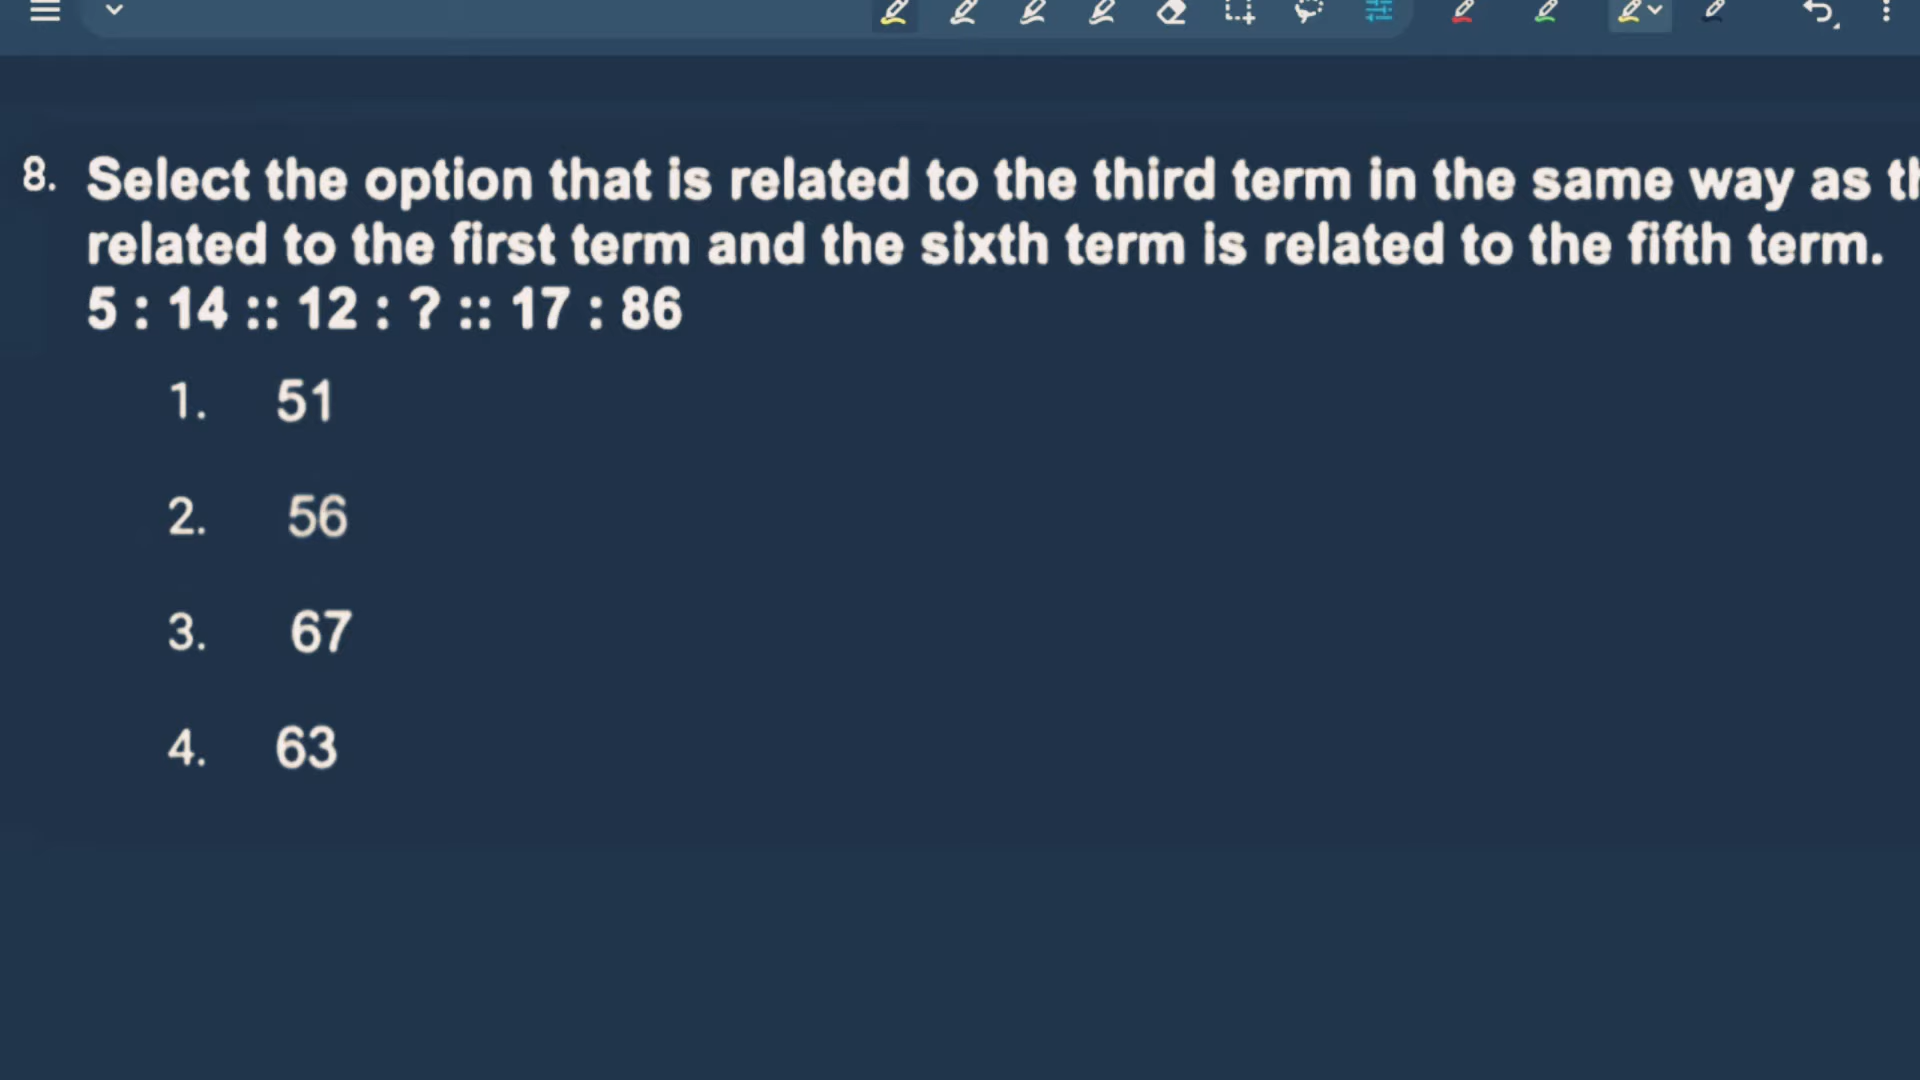 8. Select the option that is related to the third term in the same way as
related to the first term and the sixth term is related to the fifth term.
5 : 14 :: 12 : ? :: 17 : 86
1. 51
2. 56
3. 67
4. 63